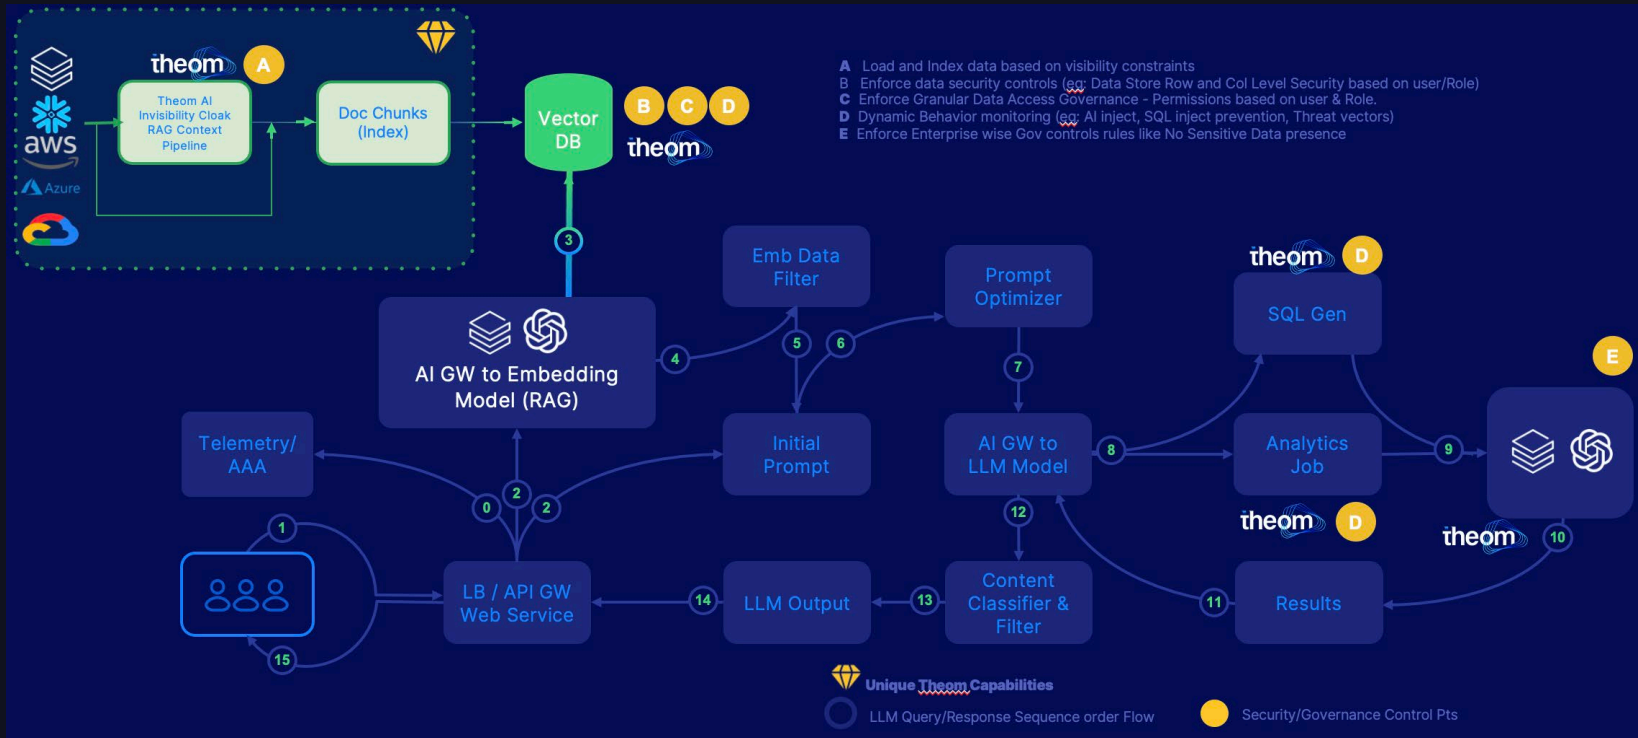 theom
A
Theom AI
Invisibility Cloak
RAG Context
Pipeline
aws
Azure
Doc Chunks
(Index)
Vector
DB
B C D
theom
A Load and Index data based on visibility constraints
B Enforce data security controls (eg: Data Store Row and Col Level Security based on user/Role)
C Enforce Granular Data Access Governance - Permissions based on user & Role.
D Dynamic Behavior monitoring (eg: AI inject, SQL inject prevention, Threat vectors)
E Enforce Enterprise wise Gov controls rules like No Sensitive Data presence
3
AI GW to Embedding
Model (RAG)
4
Emb Data
Filter
5
6
Prompt
Optimizer
7
theom
D
SQL Gen
E
Telemetry/
AAA
0
2
2
Initial
Prompt
AI GW to
LLM Model
8
Analytics
Job
9
theom
D
theom
10
1
15
LB / API GW
Web Service
14
LLM Output
13
12
Content
Classifier &
Filter
11
Results
Unique Theom Capabilities
LLM Query/Response Sequence order Flow
Security/Governance Control Pts